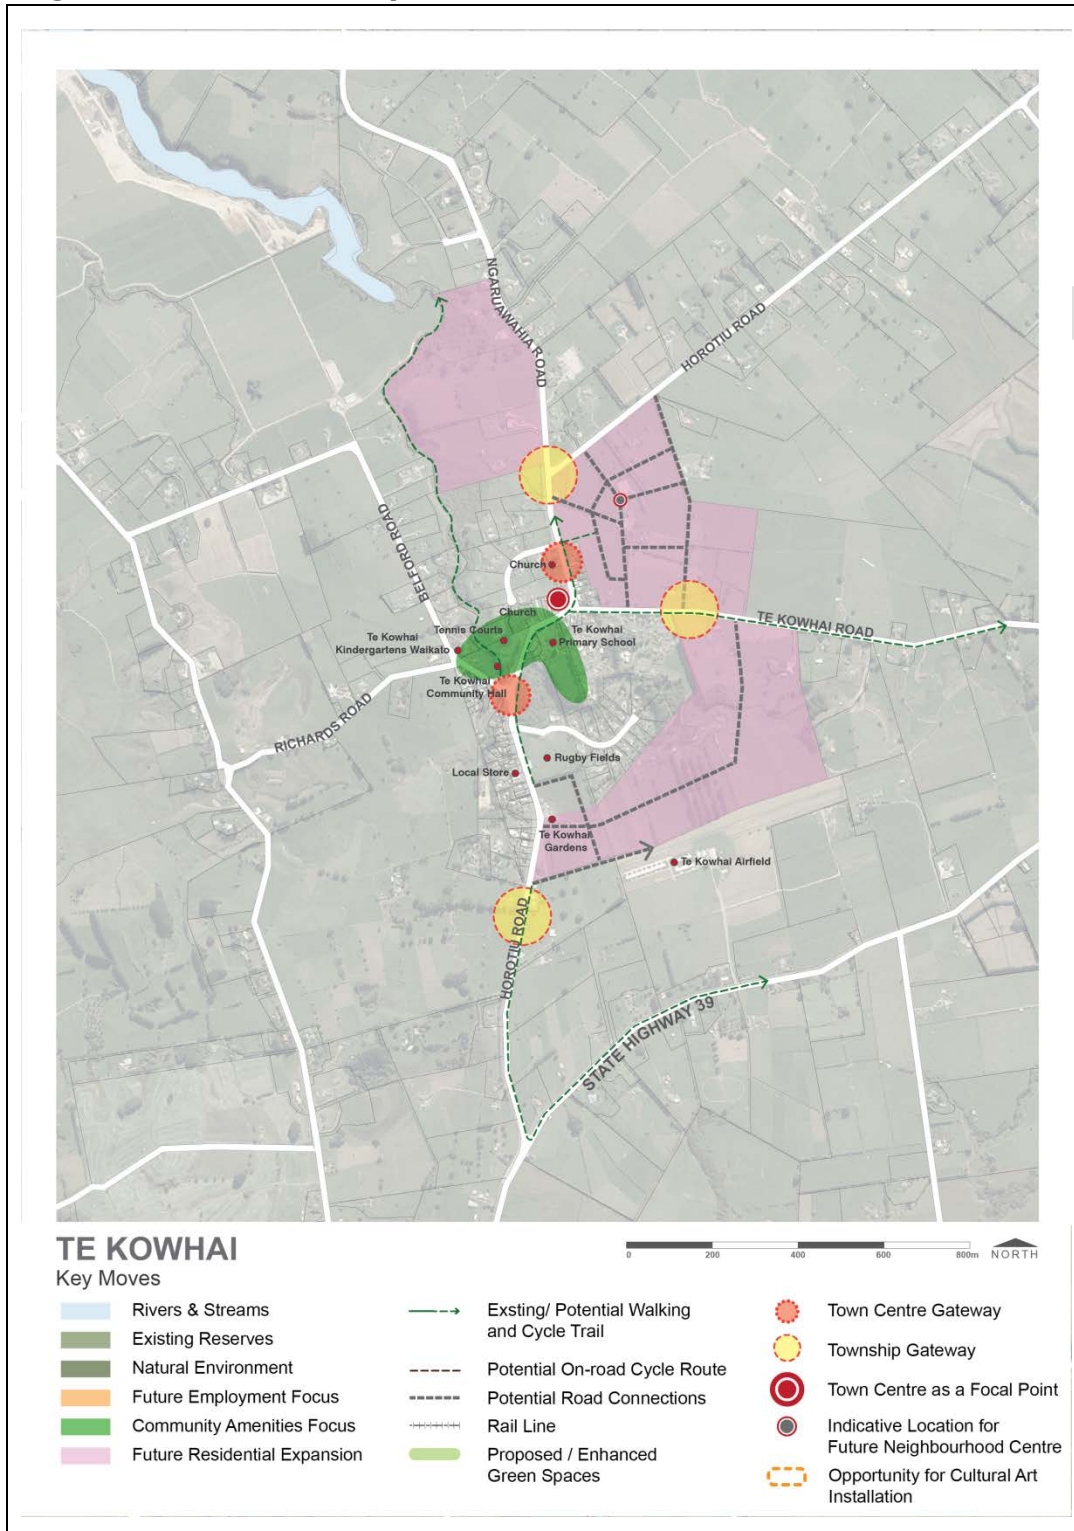 NGARUAWAHIA ROAD
HOROTIU ROAD
BELFORD ROAD
Church
Church
TE KOWHAI ROAD
Tennis Courts
Te Kowhai
Primary School
Te Kowhai
Kindergartens Waikato
Te Kowhai
Community Hall
RICHARDS ROAD
Rugby Fields
Local Store
Te Kowhai
Gardens
Te Kowhai Airfield
HOROTIU ROAD
STATE HIGHWAY 39
TE KOWHAI
Key Moves
0 200 400 600 800m
NORTH
Rivers & Streams
Existing Reserves
Natural Environment
Future Employment Focus
Community Amenities Focus
Future Residential Expansion
Exsting/ Potential Walking
and Cycle Trail
Potential On-road Cycle Route
Potential Road Connections
Rail Line
Proposed / Enhanced
Green Spaces
Town Centre Gateway
Township Gateway
Town Centre as a Focal Point
Indicative Location for
Future Neighbourhood Centre
Opportunity for Cultural Art
Installation